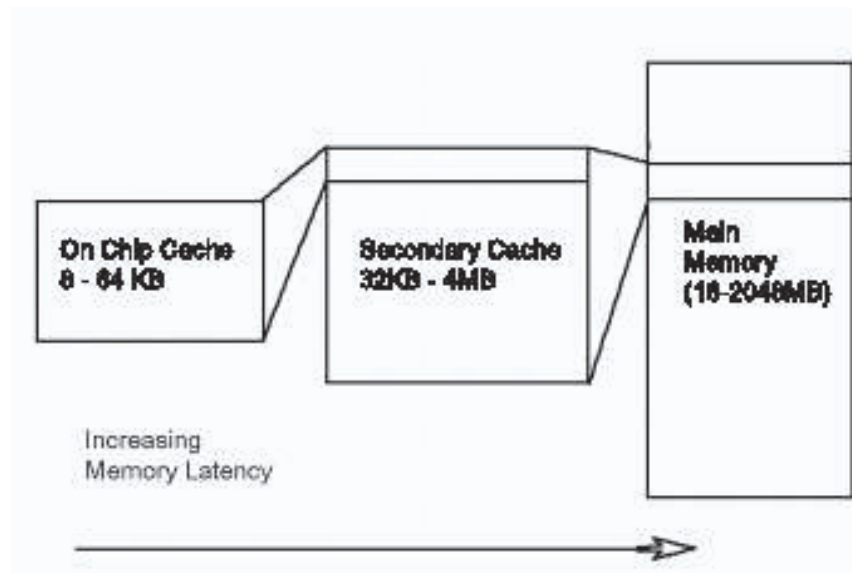 On Chip Cache
8 - 64 KB
Secondary Cache
32KB - 4MB
Main
Memory
(16-2048MB)
Increasing
Memory Latency